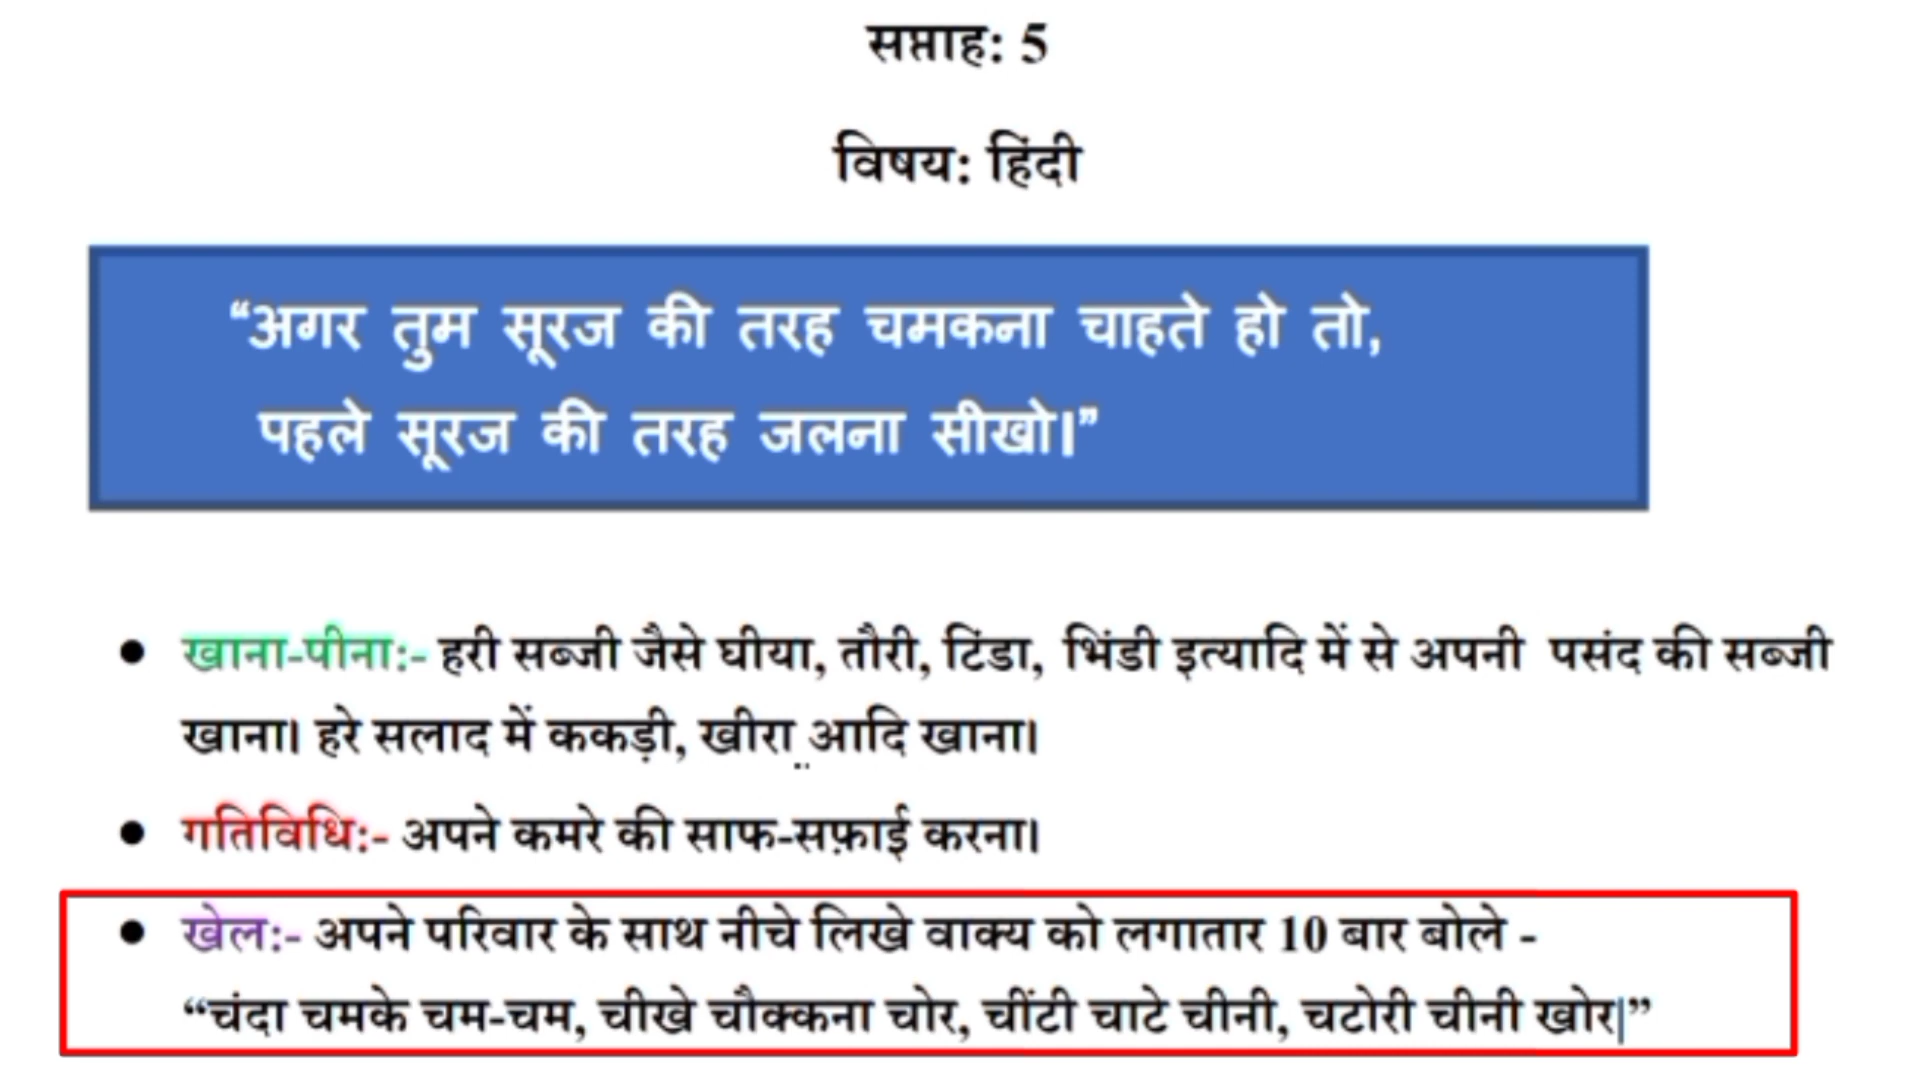 सप्ताह: 5
विषय: हिंदी
“अगर तुम सूरज की तरह चमकना चाहते हो तो,
पहले सूरज की तरह जलना सीखो।”
● खाना-पीना:- हरी सब्जी जैसे घीया, तौरी, टिंडा, भिंडी इत्यादि में से अपनी पसंद की सब्जी
खाना। हरे सलाद में ककड़ी, खीरा आदि खाना।
● गतिविधि:- अपने कमरे की साफ-सफ़ाई करना।
● खेल:- अपने परिवार के साथ नीचे लिखे वाक्य को लगातार 10 बार बोले -
“चंदा चमके चम-चम, चीखे चौक्कना चोर, चींटी चाटे चीनी, चटोरी चीनी खोर|”